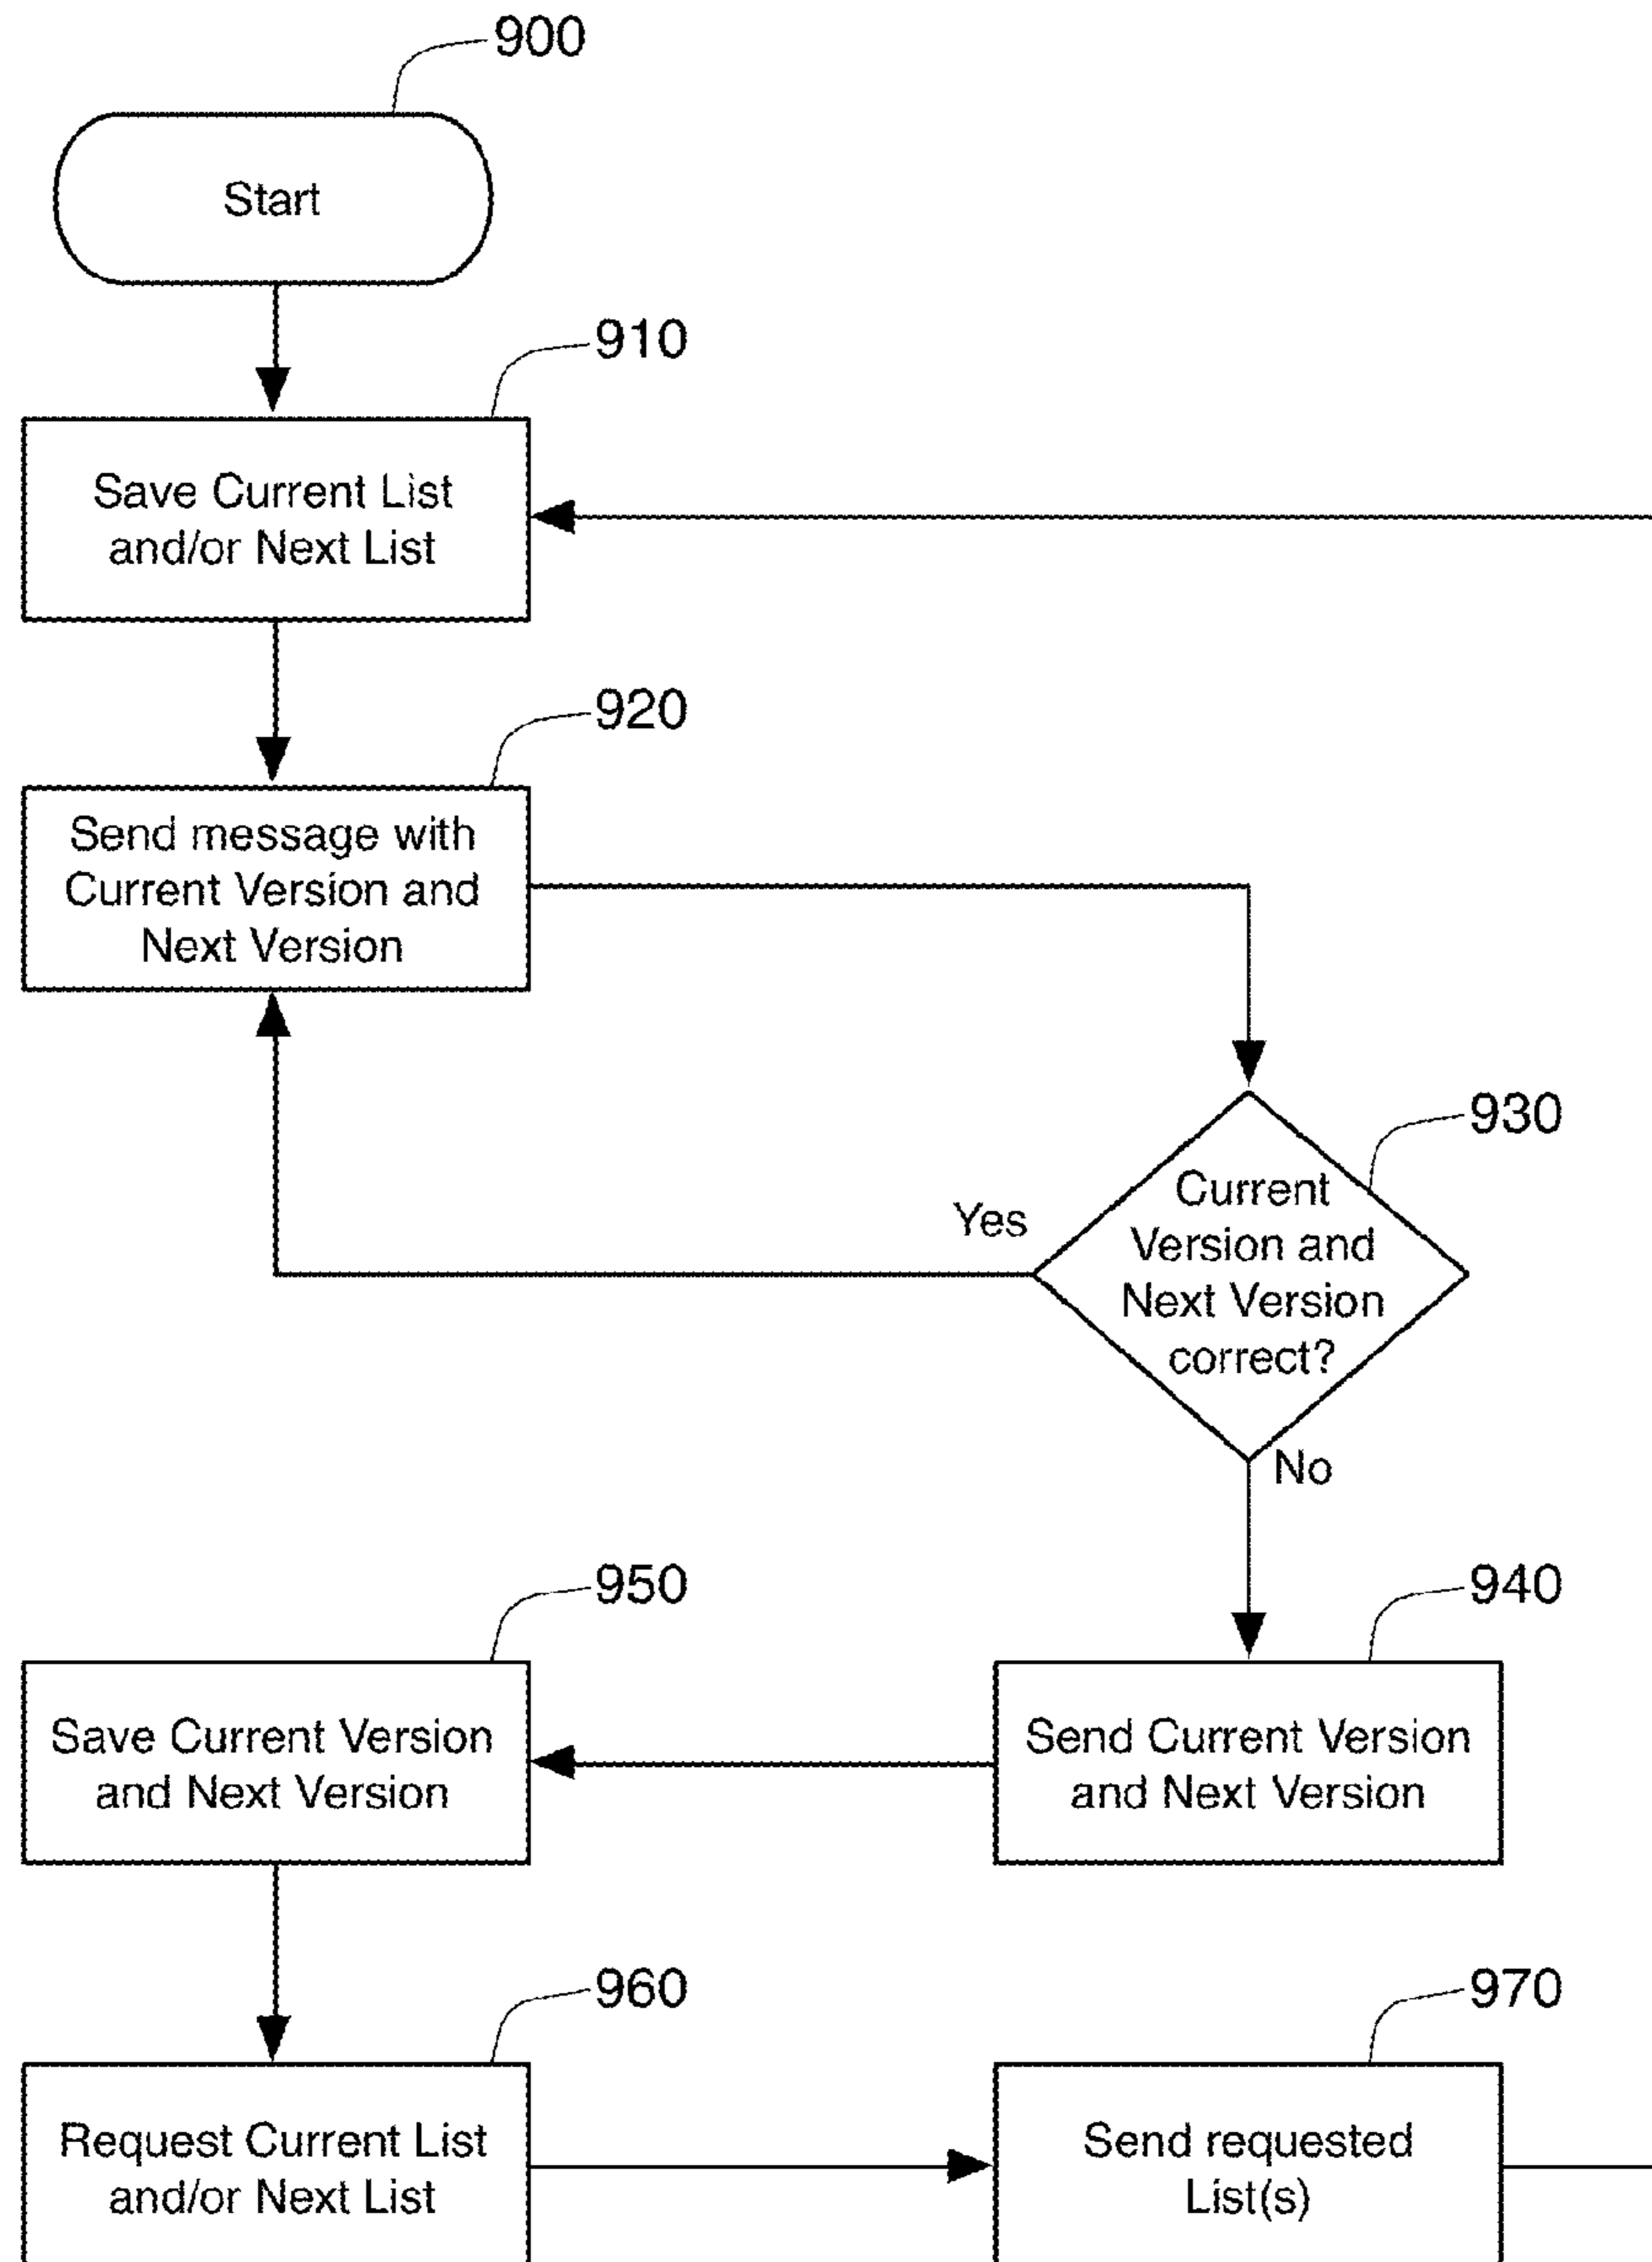 900
Start
910
Save Current List
and/or Next List
920
Send message with
Current Version and
Next Version
930
Current
Version and
Next Version
correct?
Yes
No
950
Save Current Version
and Next Version
940
Send Current Version
and Next Version
960
Request Current List
and/or Next List
970
Send requested
List(s)